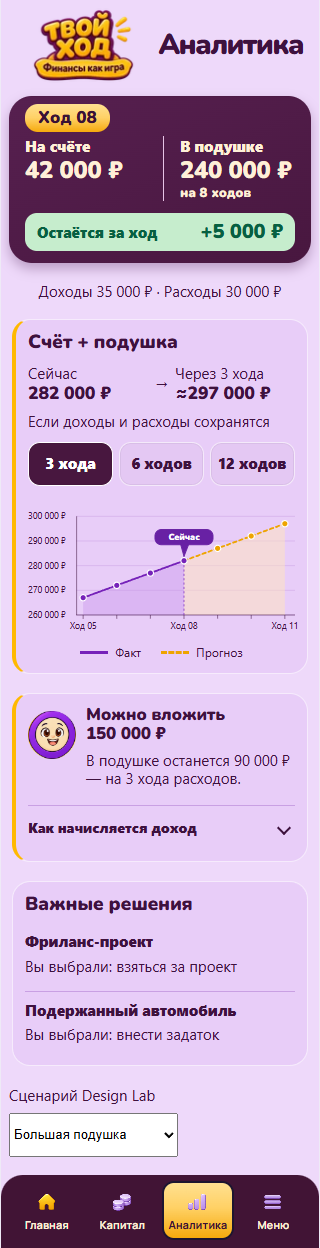 ТВОЙ
ХОД
Финансы как игра
Аналитика
Ход 08
На счёте
42 000 ₽
В подушке
240 000 ₽
на 8 ходов
Остаётся за ход +5 000 ₽
Доходы 35 000 ₽ · Расходы 30 000 ₽
Счёт + подушка
Сейчас
282 000 ₽
→
Через 3 хода
≈297 000 ₽
Если доходы и расходы сохранятся
3 хода 6 ходов 12 ходов
300 000 ₽
290 000 ₽
280 000 ₽
270 000 ₽
260 000 ₽
Сейчас
Ход 05 Ход 08 Ход 11
Факт Прогноз
Можно вложить
150 000 ₽
В подушке останется 90 000 ₽
— на 3 хода расходов.
Как начисляется доход
Важные решения
Фриланс-проект
Вы выбрали: взяться за проект
Подержанный автомобиль
Вы выбрали: внести задаток
Сценарий Design Lab
Большая подушка
Главная Капитал Аналитика Меню